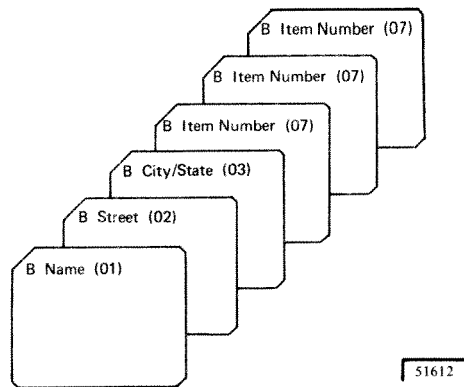 B Item Number (07)
B Item Number (07)
B Item Number (07)
B City/State (03)
B Street (02)
B Name (01)
51612